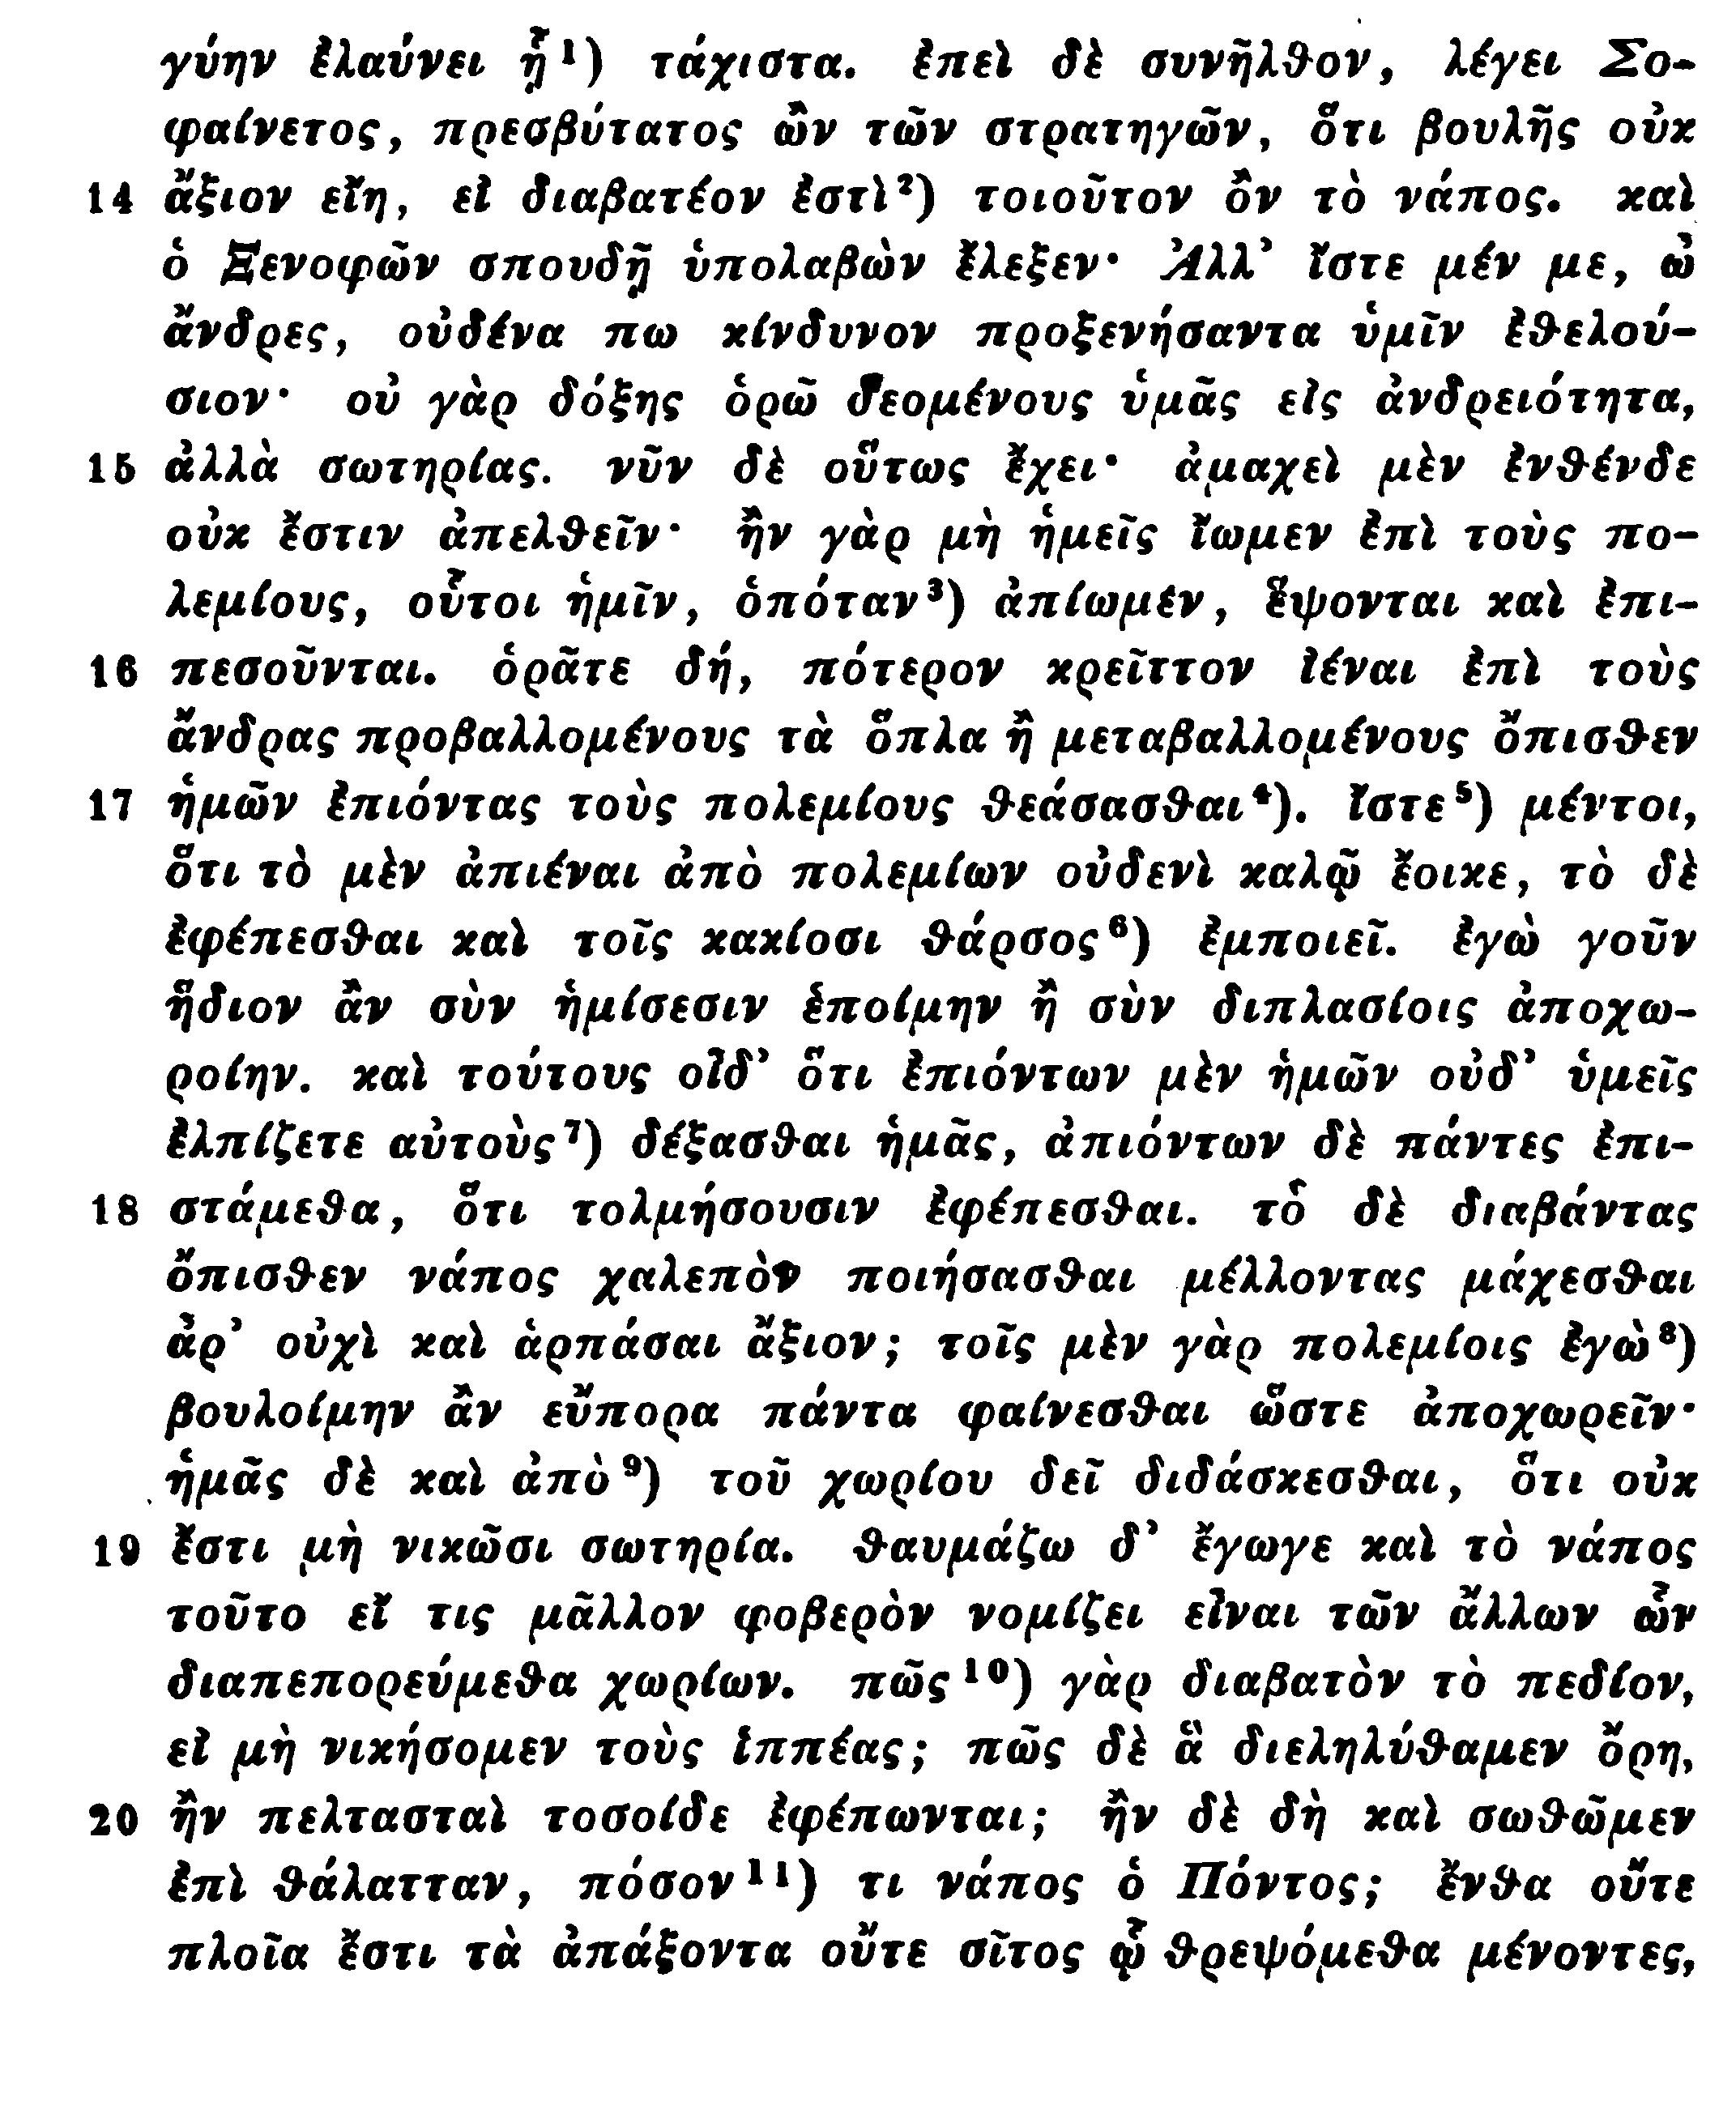 γύην ἐλαύνει ᾗ¹) τάχιστα. ἐπεὶ δὲ συνῆλθον, λέγει Σο-
φαίνετος, πρεσβύτατος ὢν τῶν στρατηγῶν, ὅτι βουλῆς οὐκ
14 ἄξιον εἴη, εἰ διαβατέον ἐστὶ²) τοιοῦτον ὂν τὸ νάπος. καὶ
ὁ Ξενοφῶν σπουδῇ ὑπολαβὼν ἔλεξεν· Ἀλλ’ ἴστε μέν με, ὦ
ἄνδρες, οὐδένα πω κίνδυνον προξενήσαντα ὑμῖν ἐθελού-
σιον· οὐ γὰρ δόξης ὁρῶ δεομένους ὑμᾶς εἰς ἀνδρειότητα,
15 ἀλλὰ σωτηρίας. νῦν δὲ οὕτως ἔχει· ἀμαχεὶ μὲν ἐνθένδε
οὐκ ἔστιν ἀπελθεῖν· ἢν γὰρ μὴ ἡμεῖς ἴωμεν ἐπὶ τοὺς πο-
λεμίους, οὗτοι ἡμῖν, ὁπόταν³) ἀπίωμεν, ἕψονται καὶ ἐπι-
16 πεσοῦνται. ὁρᾶτε δή, πότερον κρεῖττον ἰέναι ἐπὶ τοὺς
ἄνδρας προβαλλομένους τὰ ὅπλα ἢ μεταβαλλομένους ὄπισθεν
17 ἡμῶν ἐπιόντας τοὺς πολεμίους θεάσασθαι⁴). ἴστε⁵) μέντοι,
ὅτι τὸ μὲν ἀπιέναι ἀπὸ πολεμίων οὐδενὶ καλῷ ἔοικε, τὸ δὲ
ἐφέπεσθαι καὶ τοῖς κακίοσι θάρσος⁶) ἐμποιεῖ. ἐγὼ γοῦν
ἥδιον ἂν σὺν ἡμίσεσιν ἑποίμην ἢ σὺν διπλασίοις ἀποχω-
ροίην. καὶ τούτους οἶδ’ ὅτι ἐπιόντων μὲν ἡμῶν οὐδ’ ὑμεῖς
ἐλπίζετε αὐτοὺς⁷) δέξασθαι ἡμᾶς, ἀπιόντων δὲ πάντες ἐπι-
18 στάμεθα, ὅτι τολμήσουσιν ἐφέπεσθαι. τὸ δὲ διαβάντας
ὄπισθεν νάπος χαλεπὸν ποιήσασθαι μέλλοντας μάχεσθαι
ἆρ’ οὐχὶ καὶ ἁρπάσαι ἄξιον; τοῖς μὲν γὰρ πολεμίοις ἐγὼ⁸)
βουλοίμην ἂν εὔπορα πάντα φαίνεσθαι ὥστε ἀποχωρεῖν·
ἡμᾶς δὲ καὶ ἀπὸ⁹) τοῦ χωρίου δεῖ διδάσκεσθαι, ὅτι οὐκ
19 ἔστι μὴ νικῶσι σωτηρία. θαυμάζω δ’ ἔγωγε καὶ τὸ νάπος
τοῦτο εἴ τις μᾶλλον φοβερὸν νομίζει εἶναι τῶν ἄλλων ὧν
διαπεπορεύμεθα χωρίων. πῶς¹⁰) γὰρ διαβατὸν τὸ πεδίον,
εἰ μὴ νικήσομεν τοὺς ἱππέας; πῶς δὲ ἃ διεληλύθαμεν ὄρη,
20 ἢν πελτασταὶ τοσοίδε ἐφέπωνται; ἢν δὲ δὴ καὶ σωθῶμεν
ἐπὶ θάλατταν, πόσον¹¹) τι νάπος ὁ Πόντος; ἔνθα οὔτε
πλοῖα ἔστι τὰ ἀπάξοντα οὔτε σῖτος ᾧ θρεψόμεθα μένοντες,